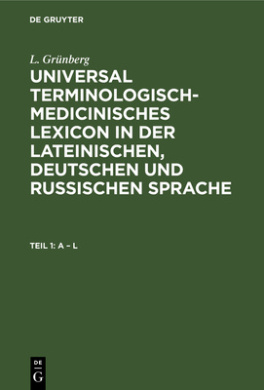 DE GRUYTER
L. Grünberg
UNIVERSAL
TERMINOLOGISCH-
MEDICINISCHES
LEXICON IN DER
LATEINISCHEN,
DEUTSCHEN UND
RUSSISCHEN SPRACHE
TEIL 1: A – L
DE
G